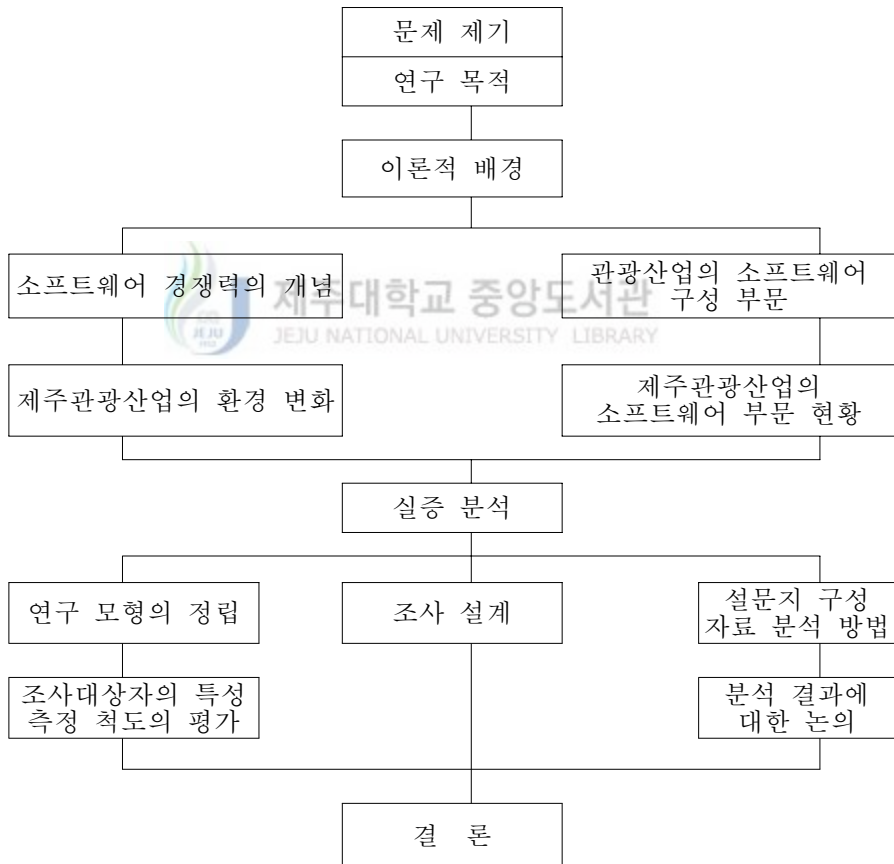 문제 제기
연구 목적
이론적 배경
소프트웨어 경쟁력의 개념
관광산업의 소프트웨어
구성 부문
제주대학교 중앙도서관
JEJU NATIONAL UNIVERSITY LIBRARY
JEJU
1952
제주관광산업의 환경 변화
제주관광산업의
소프트웨어 부문 현황
실증 분석
연구 모형의 정립
조사 설계
설문지 구성
자료 분석 방법
조사대상자의 특성
측정 척도의 평가
분석 결과에
대한 논의
결 론